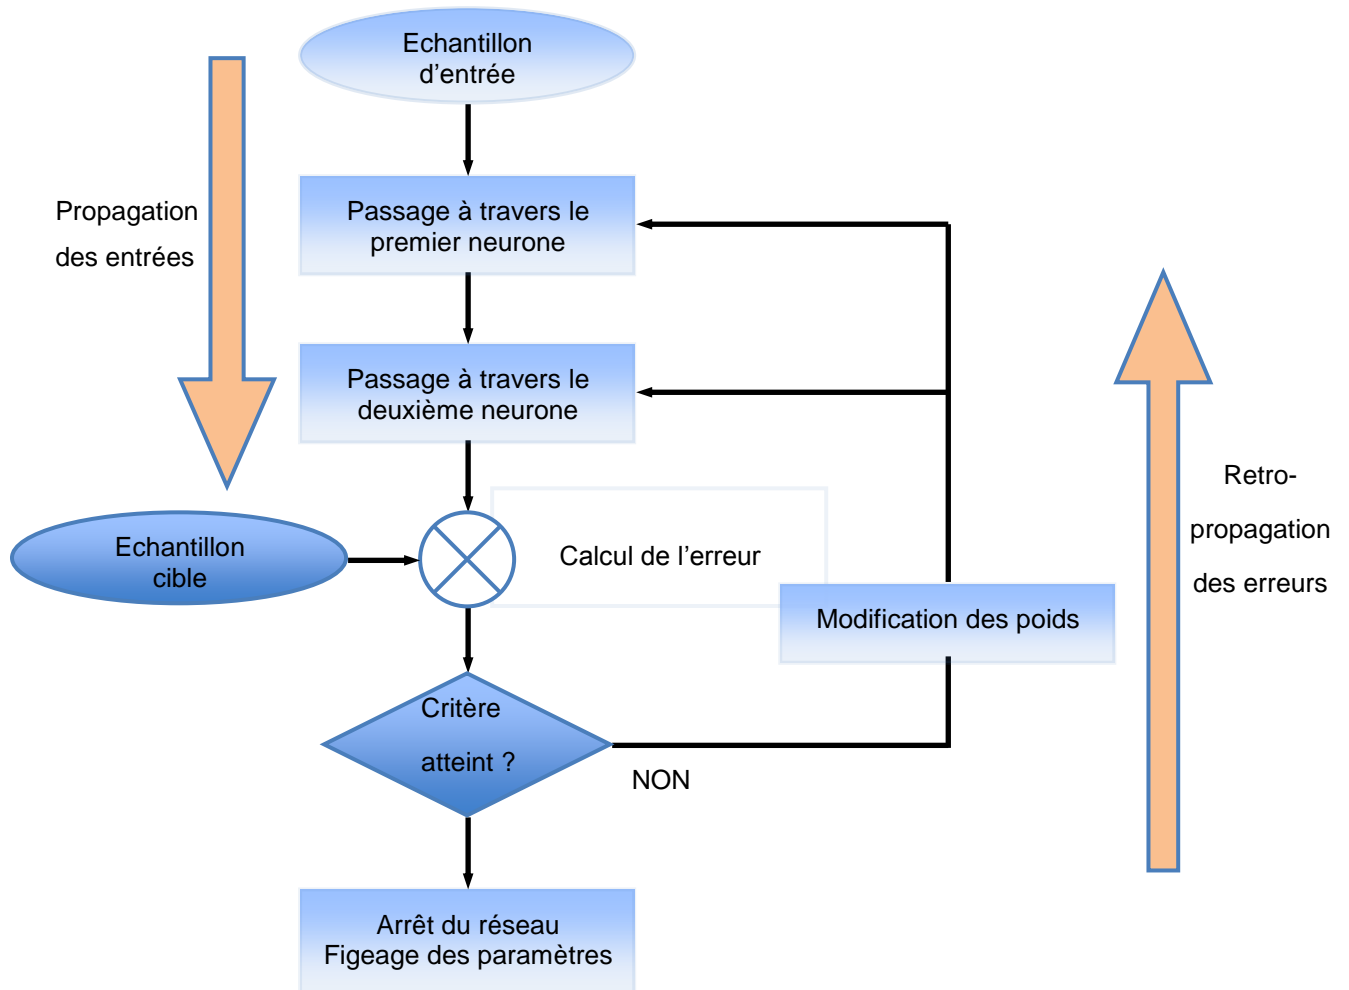 Echantillon
d’entrée
Propagation
des entrées
Passage à travers le
premier neurone
Passage à travers le
deuxième neurone
Echantillon
cible
Calcul de l’erreur
Modification des poids
Retro-
propagation
des erreurs
Critère
atteint ?
NON
Arrêt du réseau
Figeage des paramètres